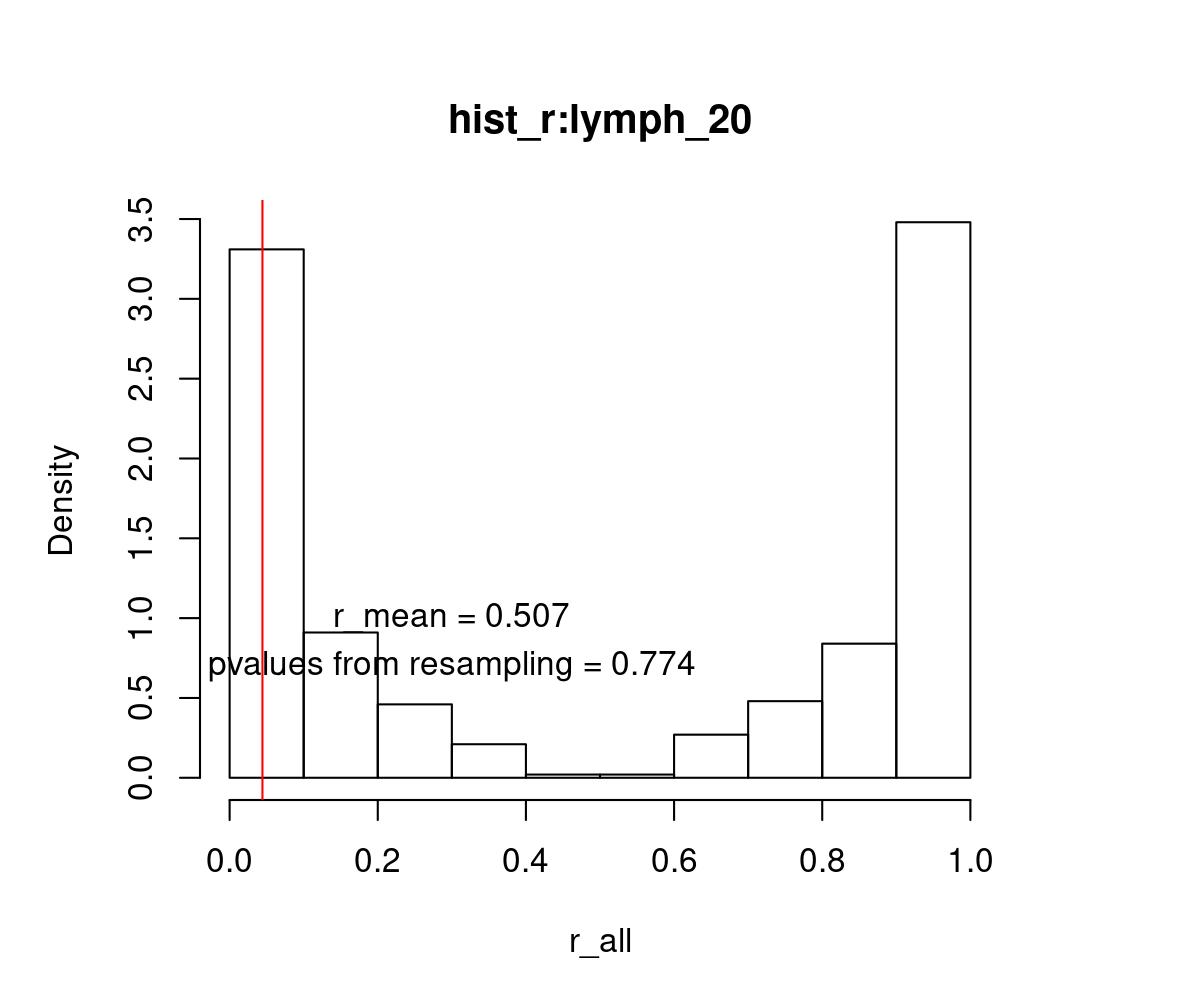 hist_r:lymph_20
3.5
3.0
2.5
2.0
1.5
1.0
0.5
0.0
Density
r_mean = 0.507
pvalues from resampling = 0.774
0.0 0.2 0.4 0.6 0.8 1.0
r_all